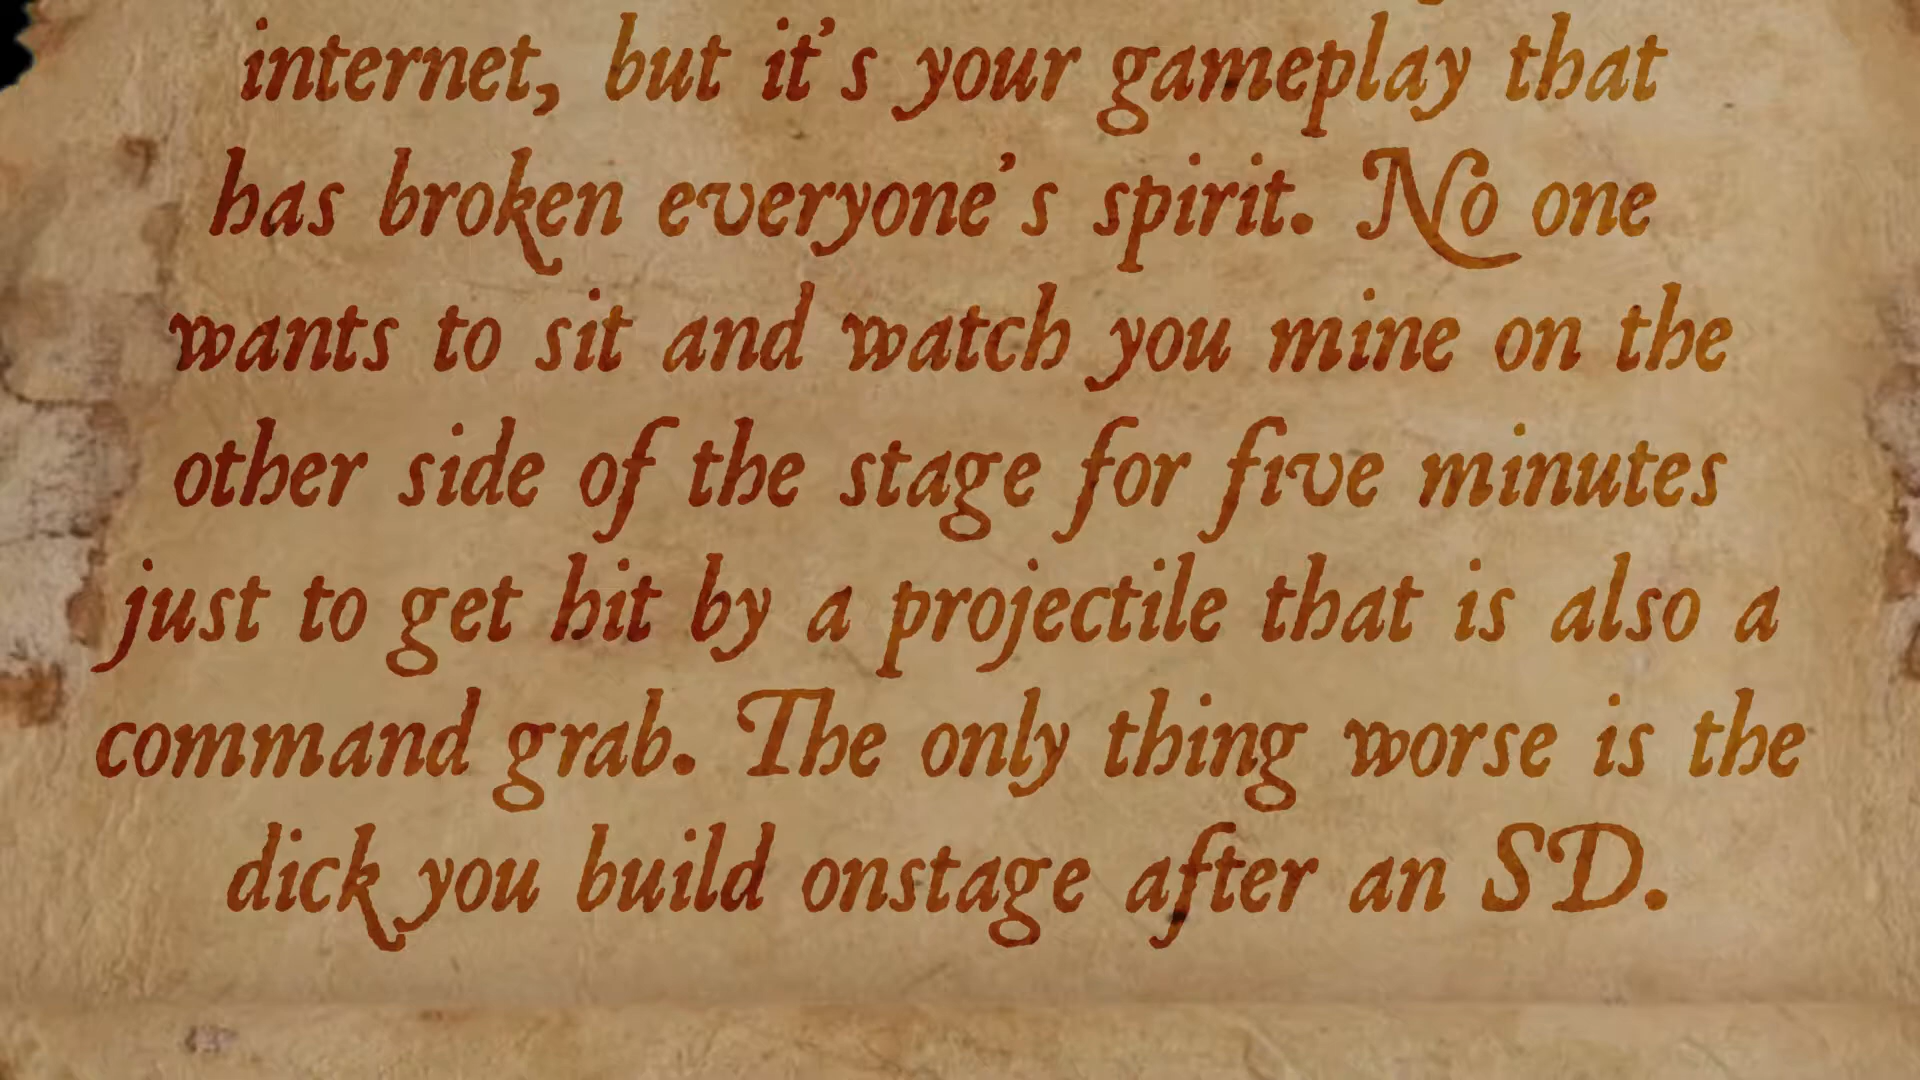 internet, but it's your gameplay that
has broken everyone's spirit. No one
wants to sit and watch you mine on the
other side of the stage for five minutes
just to get hit by a projectile that is also a
command grab. The only thing worse is the
dick you build onstage after an SD.